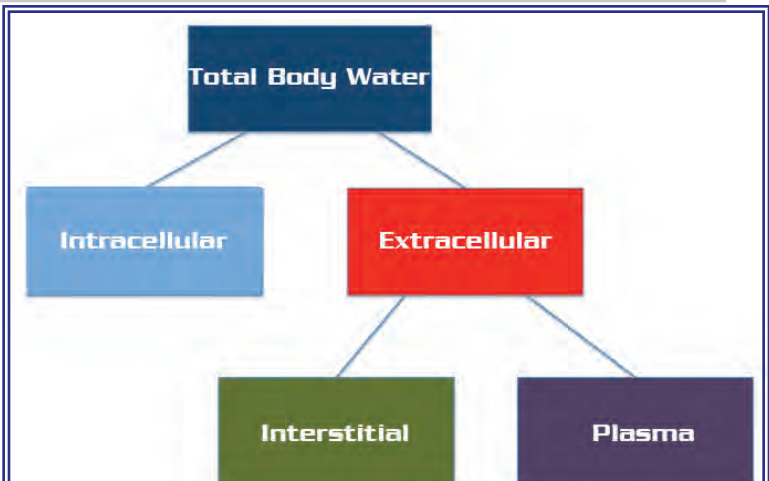 Total Body Water
Intracellular
Extracellular
Interstitial
Plasma